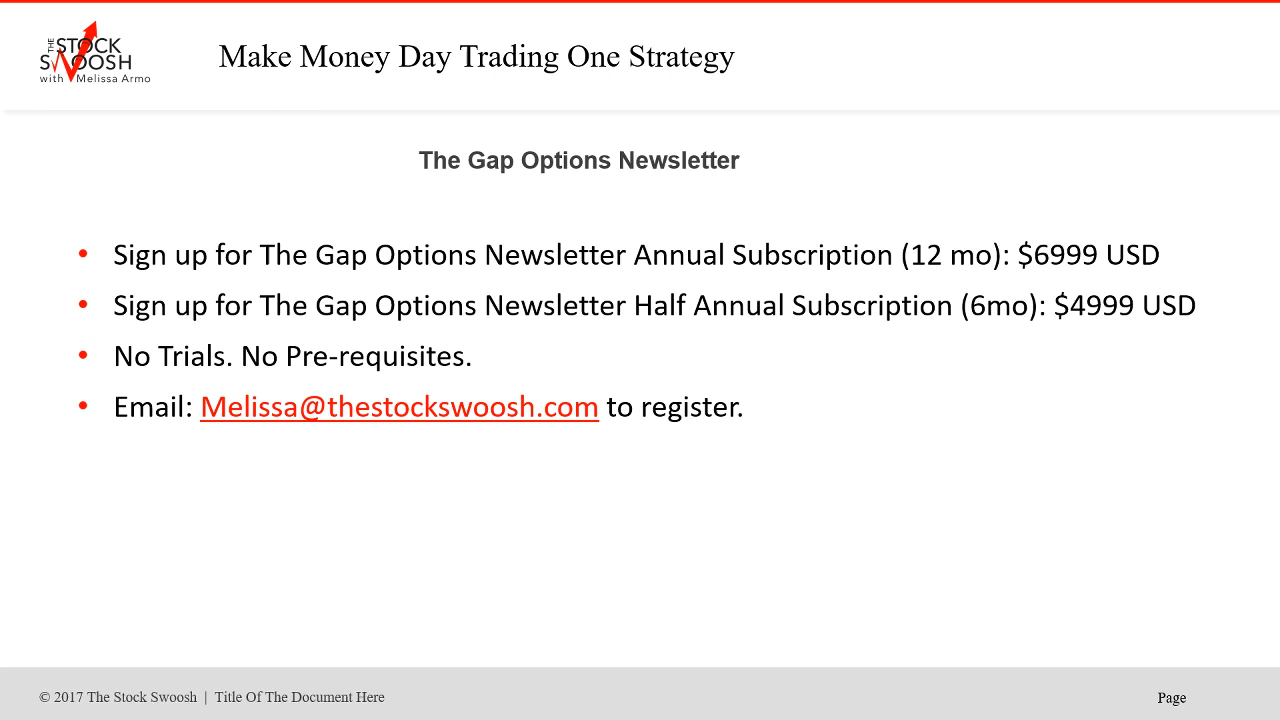 THE STOCK
SWOOSH
with Melissa Armo
Make Money Day Trading One Strategy
The Gap Options Newsletter
• Sign up for The Gap Options Newsletter Annual Subscription (12 mo): $6999 USD
• Sign up for The Gap Options Newsletter Half Annual Subscription (6mo): $4999 USD
• No Trials. No Pre-requisites.
• Email: Melissa@thestockswoosh.com to register.
© 2017 The Stock Swoosh | Title Of The Document Here
Page